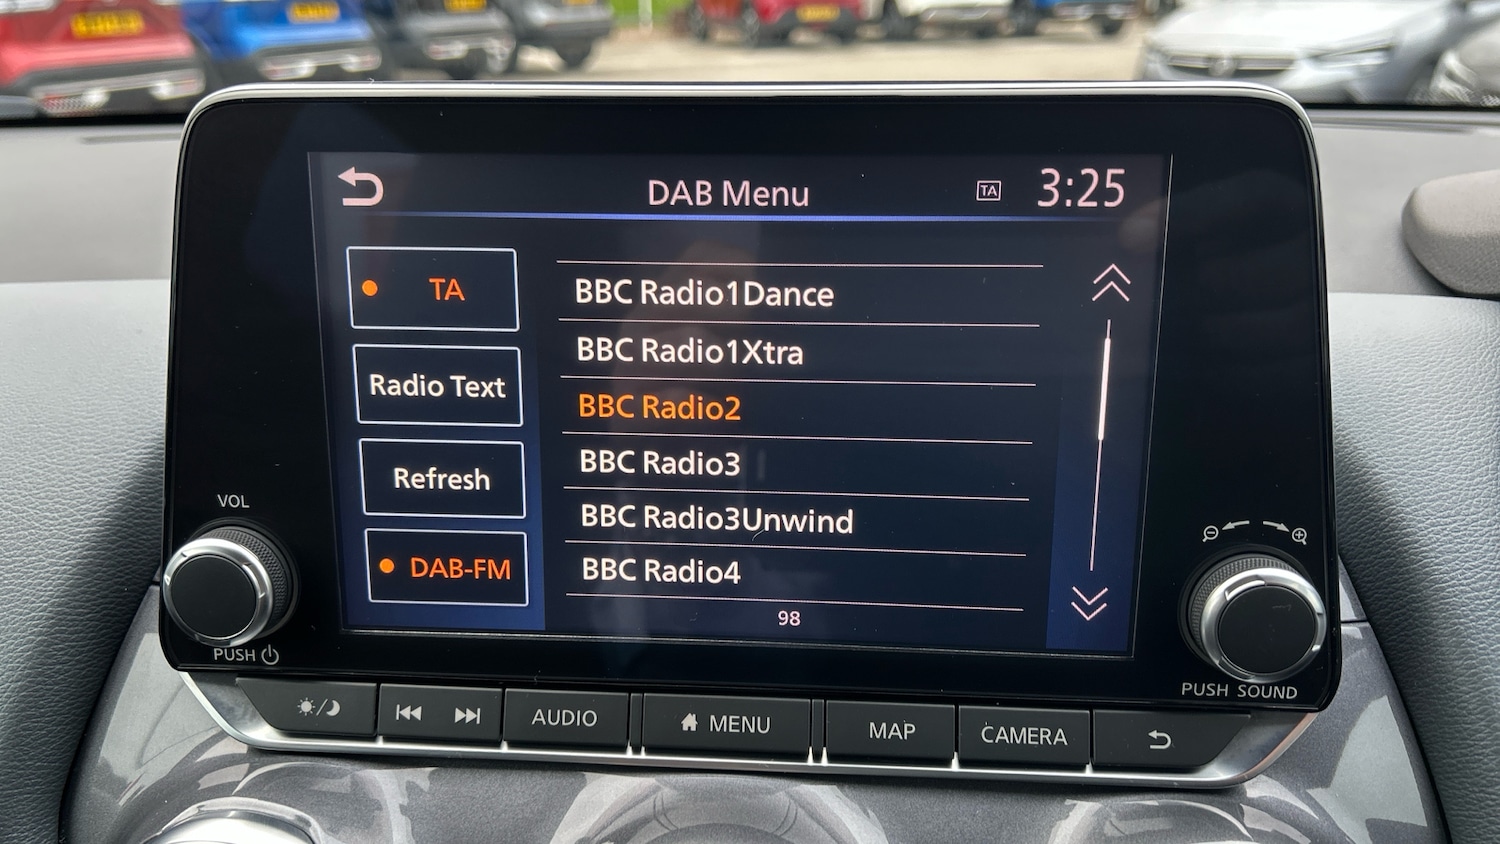 DAB Menu
TA
3:25
TA
Radio Text
Refresh
DAB-FM
BBC Radio1Dance
BBC Radio1Xtra
BBC Radio2
BBC Radio3
BBC Radio3Unwind
BBC Radio4
98
VOL
PUSH
PUSH SOUND
AUDIO
MENU
MAP
CAMERA